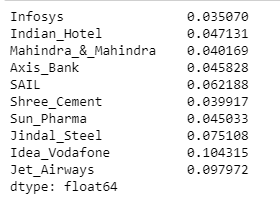 Infosys 0.035070
Indian_Hotel 0.047131
Mahindra_&_Mahindra 0.040169
Axis_Bank 0.045828
SAIL 0.062188
Shree_Cement 0.039917
Sun_Pharma 0.045033
Jindal_Steel 0.075108
Idea_Vodafone 0.104315
Jet_Airways 0.097972
dtype: float64